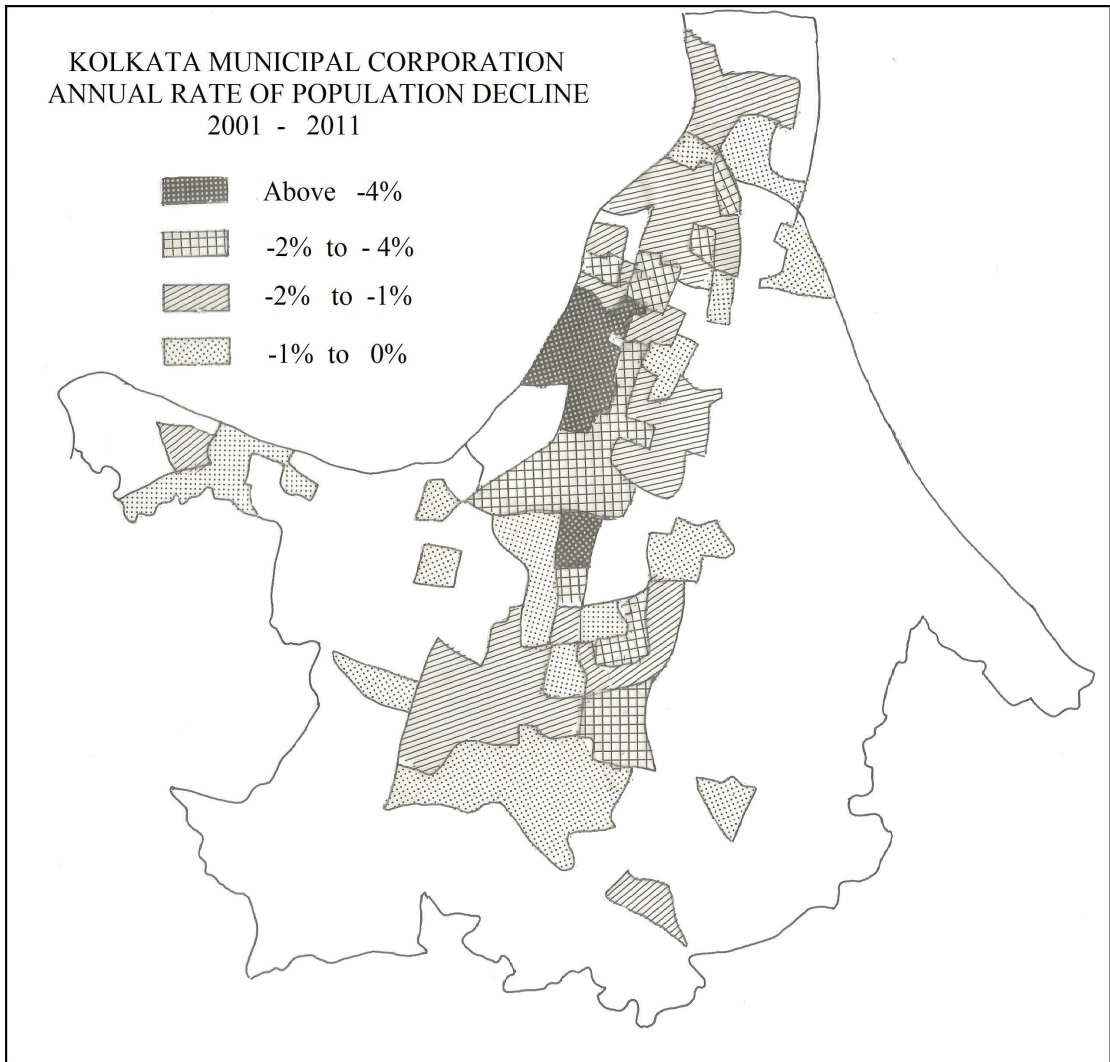 KOLKATA MUNICIPAL CORPORATION
ANNUAL RATE OF POPULATION DECLINE
2001 - 2011
Above -4%
-2% to - 4%
-2% to -1%
-1% to 0%